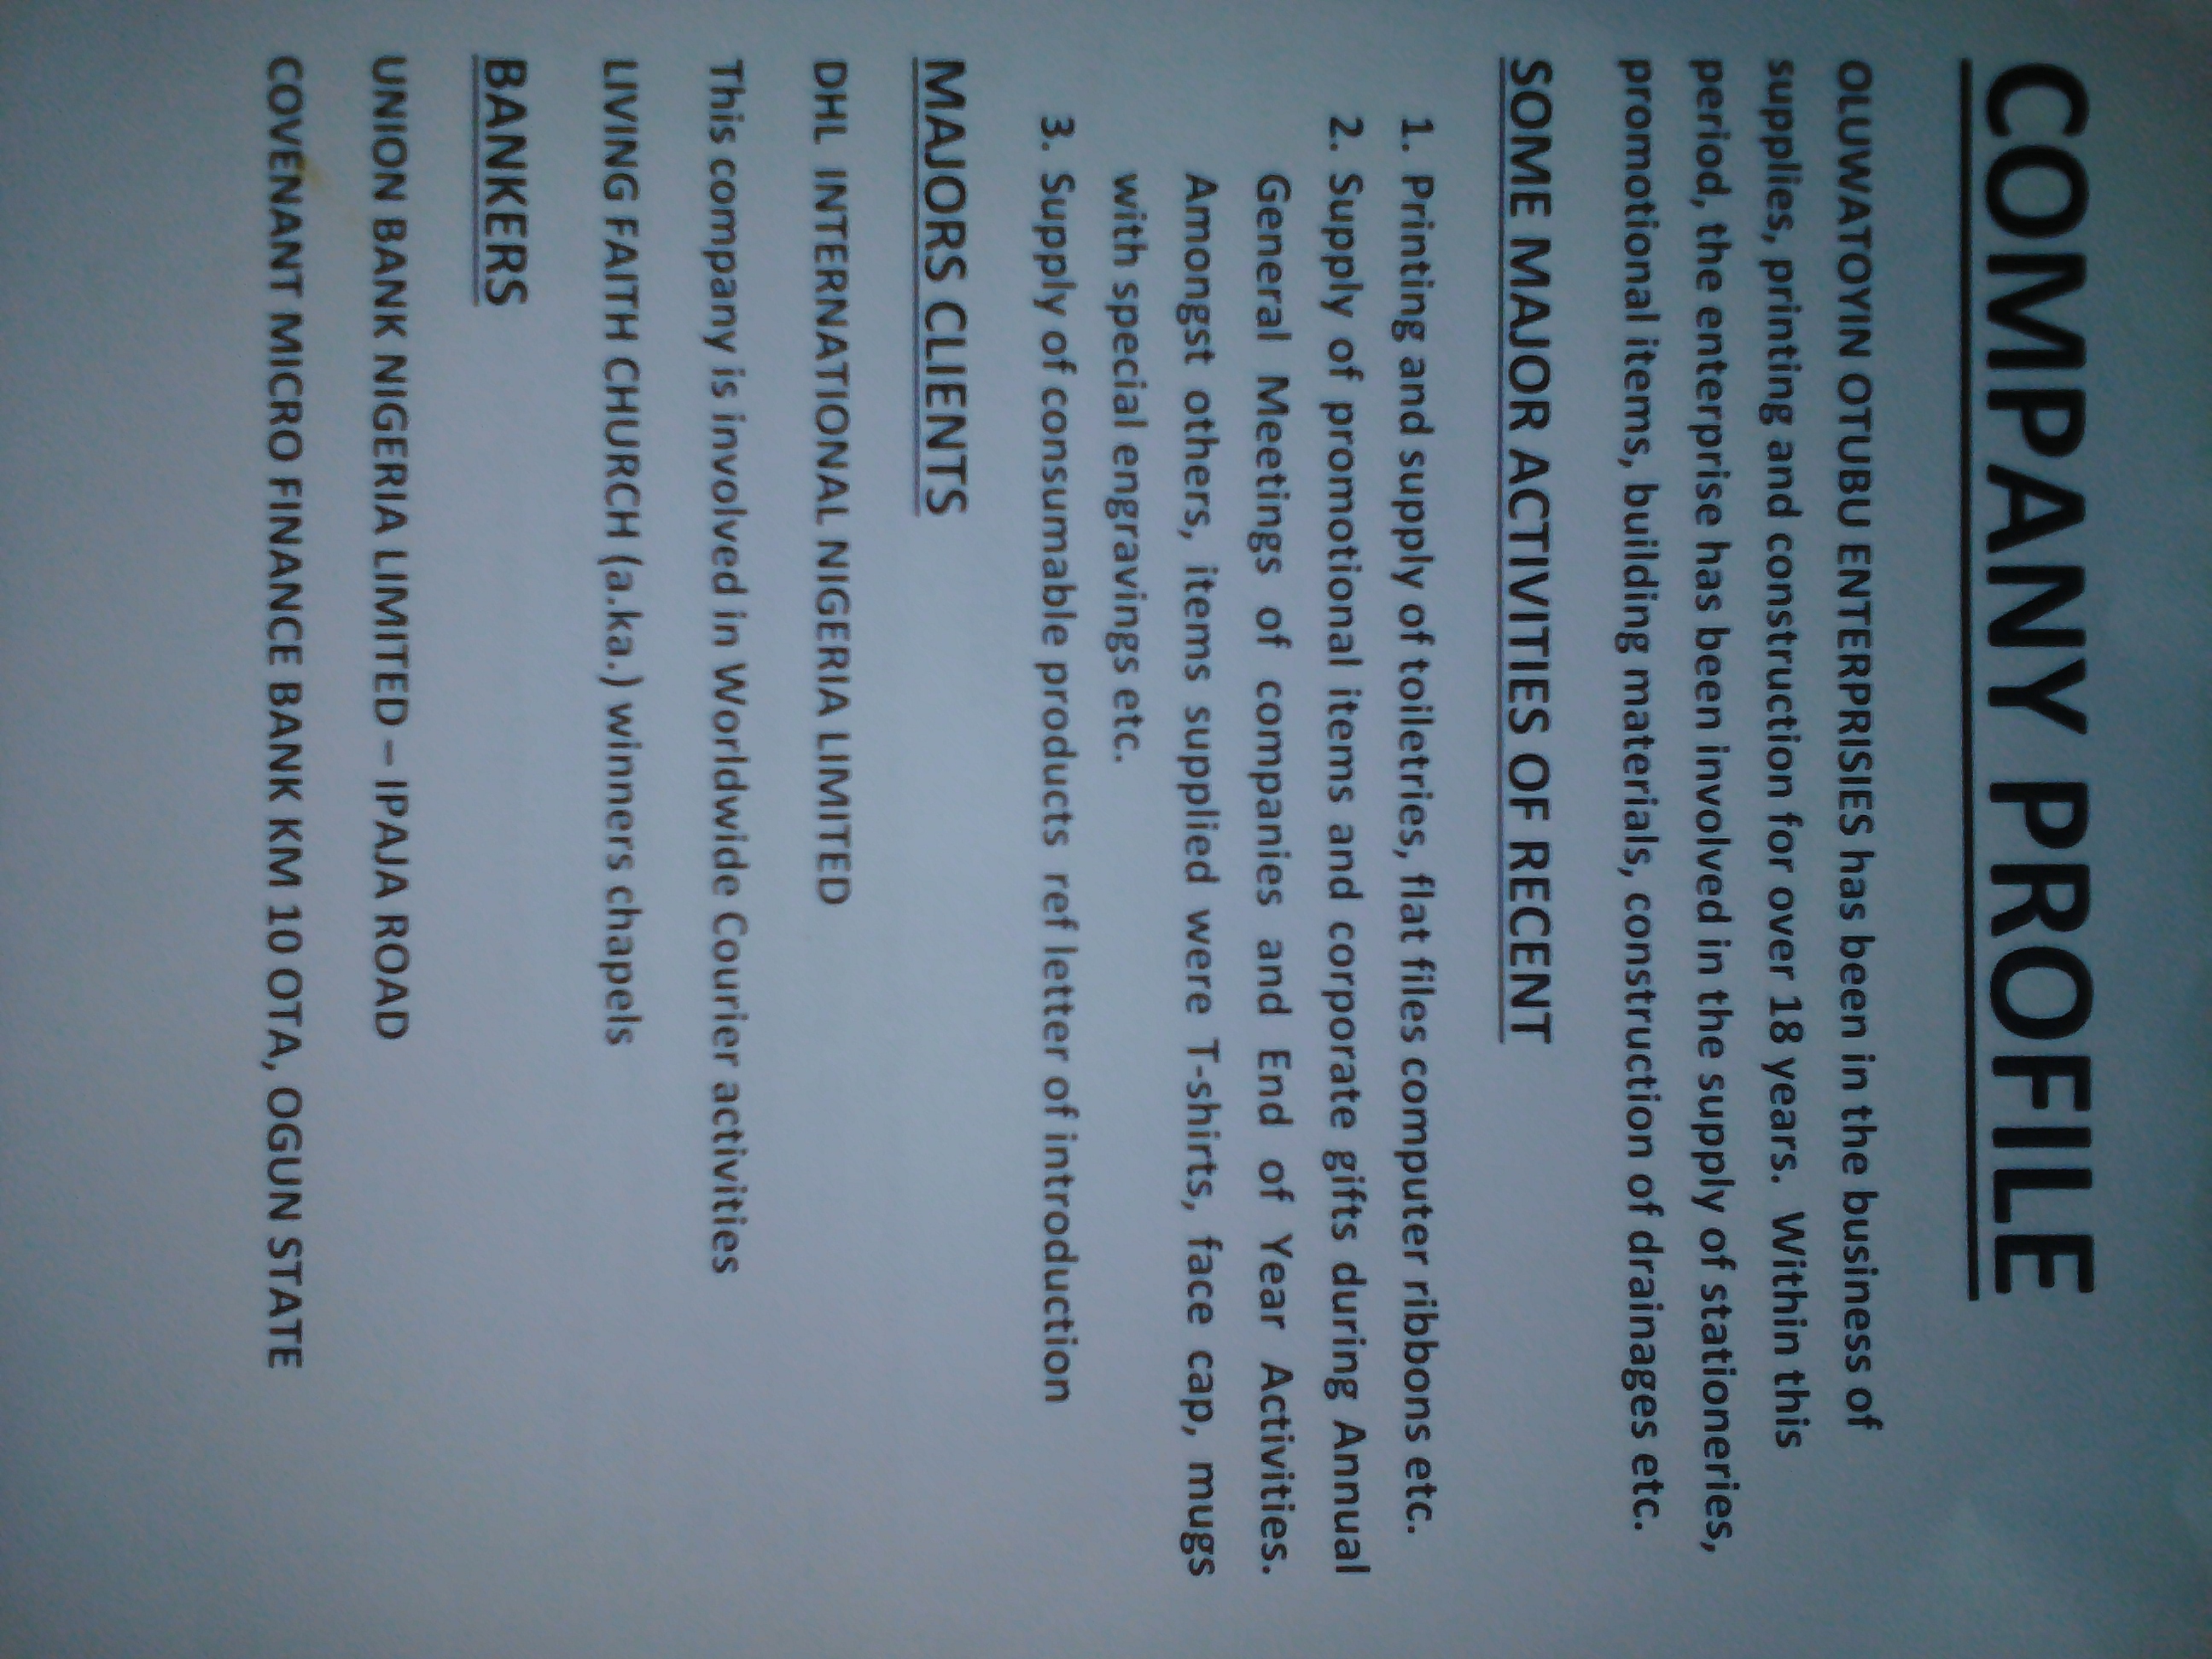 COMPANY PROFILE
OLUWATOYIN OTUBU ENTERPRISIES has been in the business of
supplies, printing and construction for over 18 years. Within this
period, the enterprise has been involved in the supply of stationeries,
promotional items, building materials, construction of drainages etc.
SOME MAJOR ACTIVITIES OF RECENT
1. Printing and supply of toiletries, flat files computer ribbons etc.
2. Supply of promotional items and corporate gifts during Annual
General Meetings of companies and End of Year Activities.
Amongst others, items supplied were T-shirts, face cap, mugs
with special engravings etc.
3. Supply of consumable products ref letter of introduction
MAJORS CLIENTS
DHL INTERNATIONAL NIGERIA LIMITED
This company is involved in Worldwide Courier activities
LIVING FAITH CHURCH (a.ka.) winners chapels
BANKERS
UNION BANK NIGERIA LIMITED – IPAJA ROAD
COVENANT MICRO FINANCE BANK KM 10 OTA, OGUN STATE